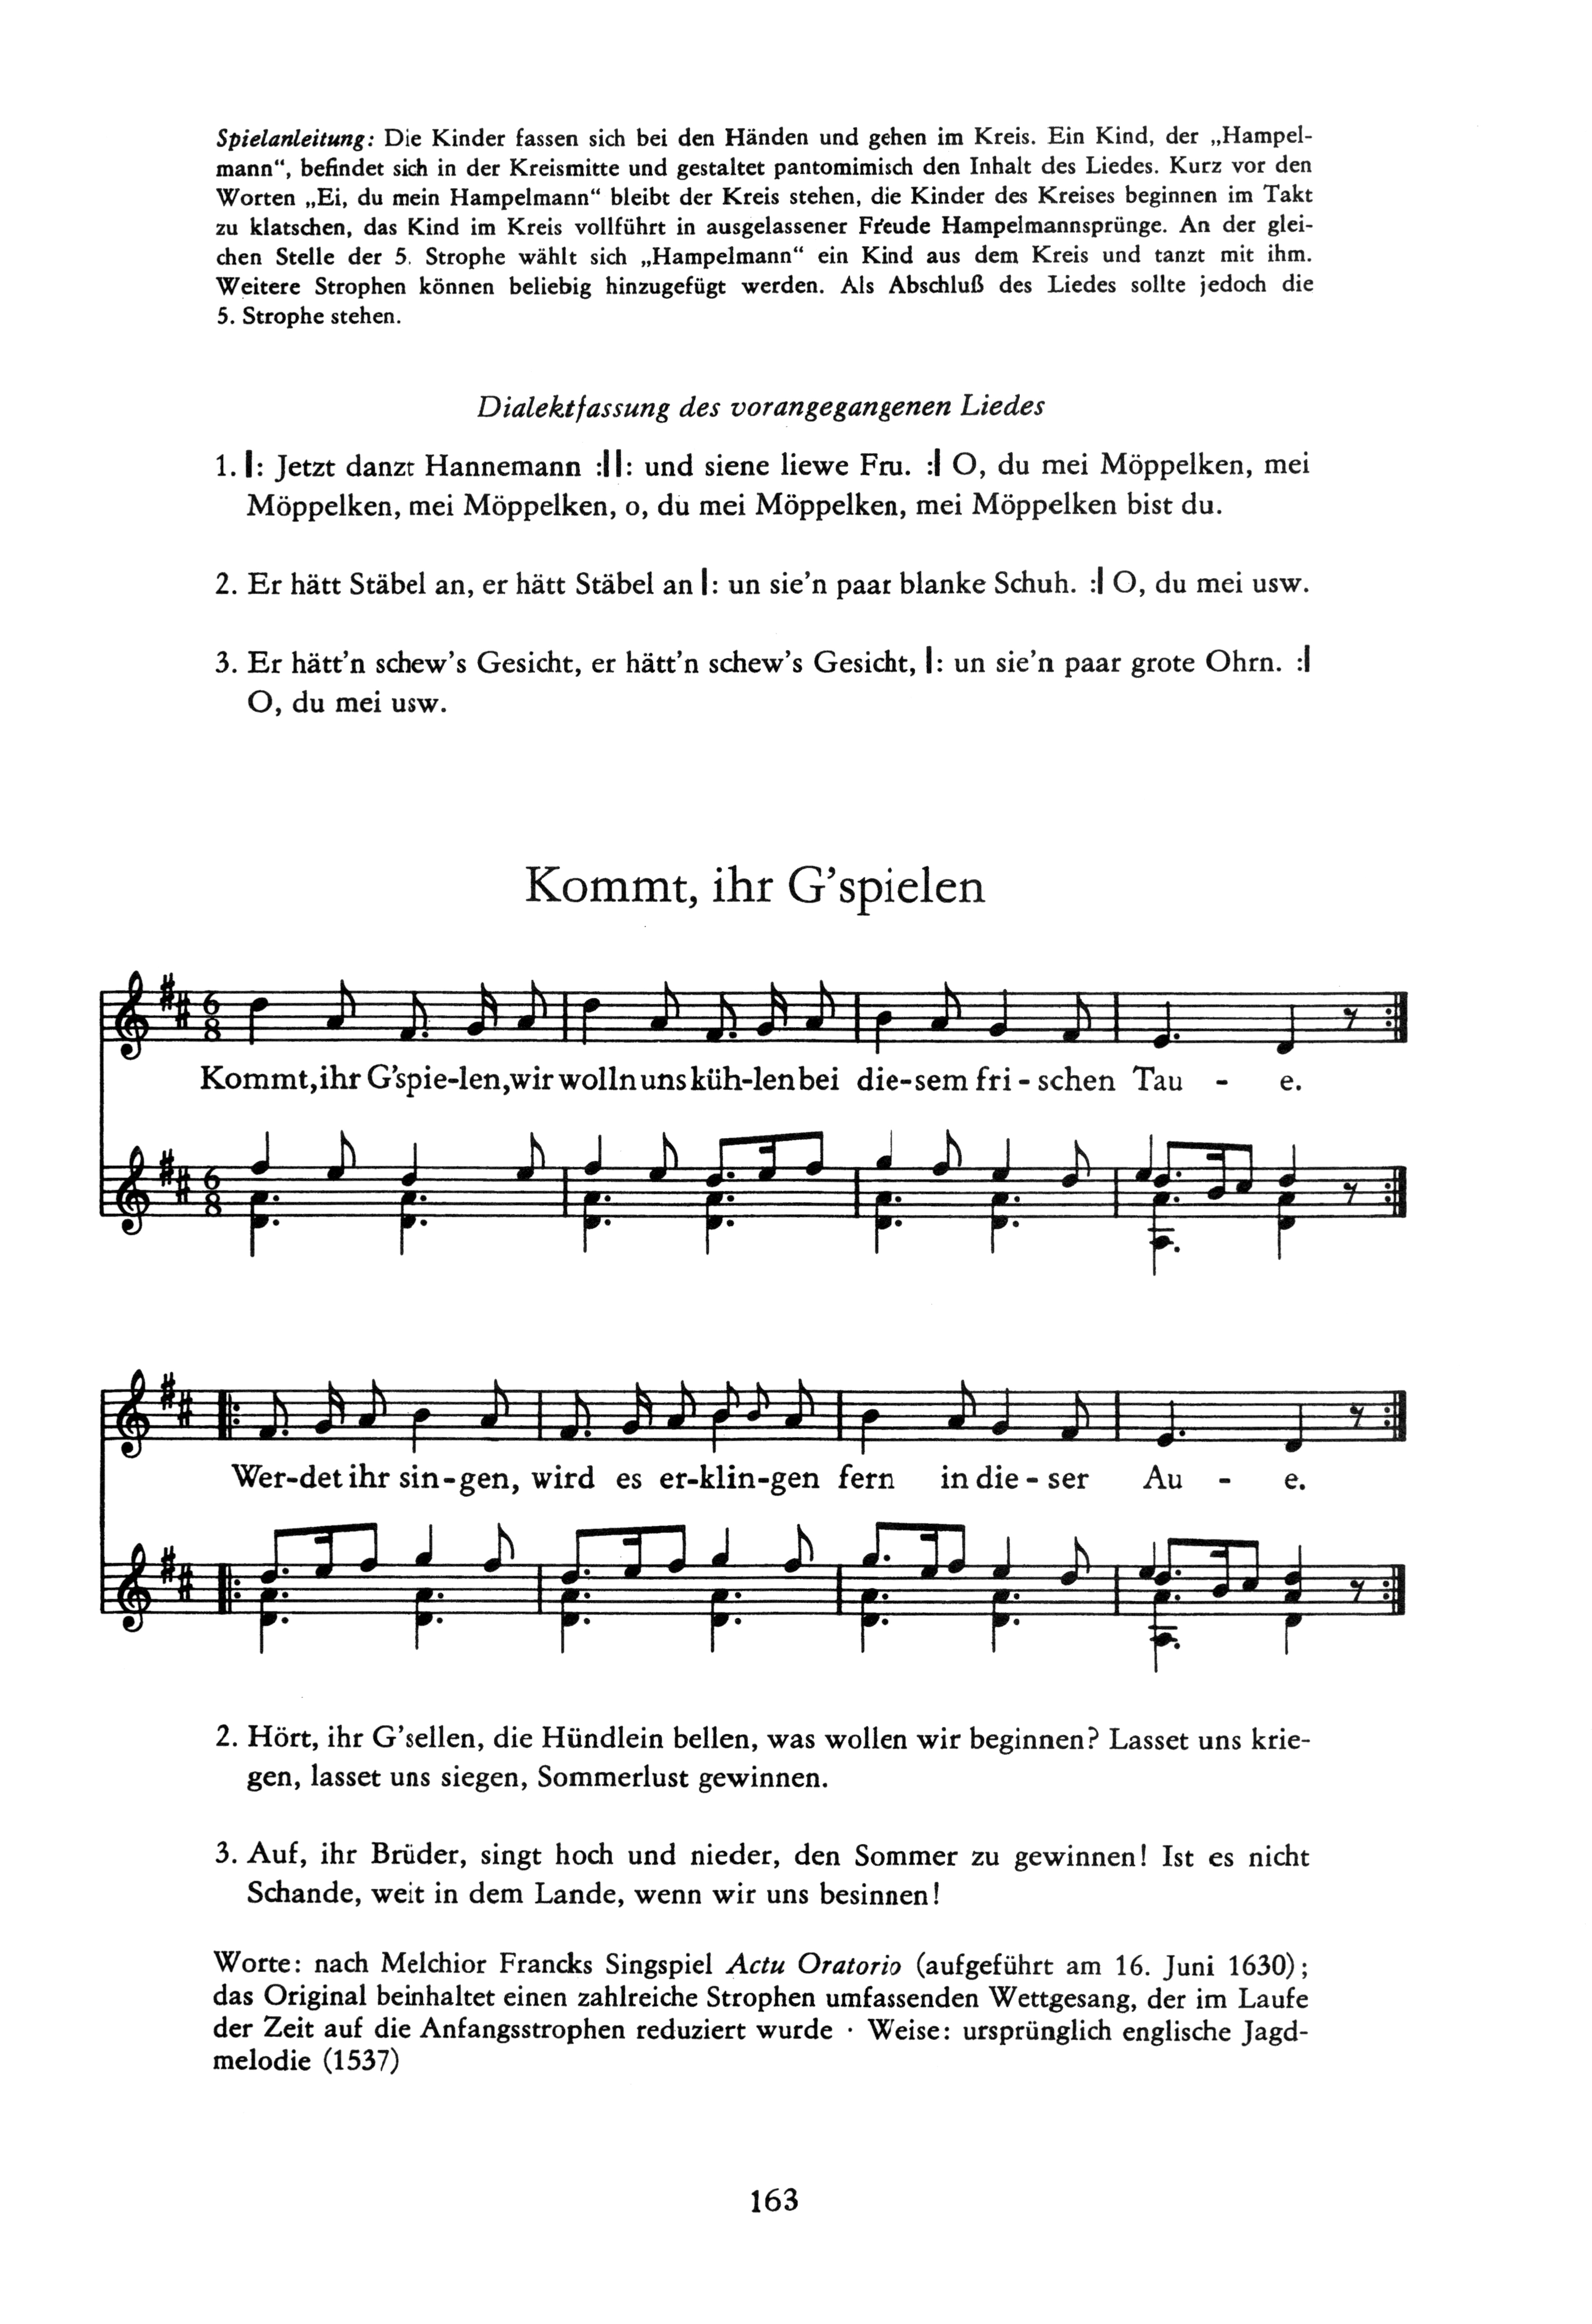 Spielanleitung: Die Kinder fassen sich bei den Händen und gehen im Kreis. Ein Kind, der „Hampel-
mann“, befindet sich in der Kreismitte und gestaltet pantomimisch den Inhalt des Liedes. Kurz vor den
Worten „Ei, du mein Hampelmann“ bleibt der Kreis stehen, die Kinder des Kreises beginnen im Takt
zu klatschen, das Kind im Kreis vollführt in ausgelassener Freude Hampelmannsprünge. An der glei-
chen Stelle der 5. Strophe wählt sich „Hampelmann“ ein Kind aus dem Kreis und tanzt mit ihm.
Weitere Strophen können beliebig hinzugefügt werden. Als Abschluß des Liedes sollte jedoch die
5. Strophe stehen.
Dialektfassung des vorangegangenen Liedes
1. |: Jetzt danzt Hannemann :||: und siene liewe Fru. :| O, du mei Möppelken, mei
Möppelken, mei Möppelken, o, du mei Möppelken, mei Möppelken bist du.
2. Er hätt Stäbel an, er hätt Stäbel an |: un sie'n paar blanke Schuh. :| O, du mei usw.
3. Er hätt'n schew's Gesicht, er hätt'n schew's Gesicht, |: un sie'n paar grote Ohrn. :|
O, du mei usw.
Kommt, ihr G'spielen
6
8
Kommt, ihr G'spie-len, wir wolln uns küh-len bei die-sem fri-schen Tau - e.
6
8
Wer-det ihr sin-gen, wird es er-klin-gen fern in die-ser Au - e.
2. Hört, ihr G'sellen, die Hündlein bellen, was wollen wir beginnen? Lasset uns krie-
gen, lasset uns siegen, Sommerlust gewinnen.
3. Auf, ihr Brüder, singt hoch und nieder, den Sommer zu gewinnen! Ist es nicht
Schande, weit in dem Lande, wenn wir uns besinnen!
Worte: nach Melchior Francks Singspiel Actu Oratorio (aufgeführt am 16. Juni 1630);
das Original beinhaltet einen zahlreiche Strophen umfassenden Wettgesang, der im Laufe
der Zeit auf die Anfangsstrophen reduziert wurde · Weise: ursprünglich englische Jagd-
melodie (1537)
163